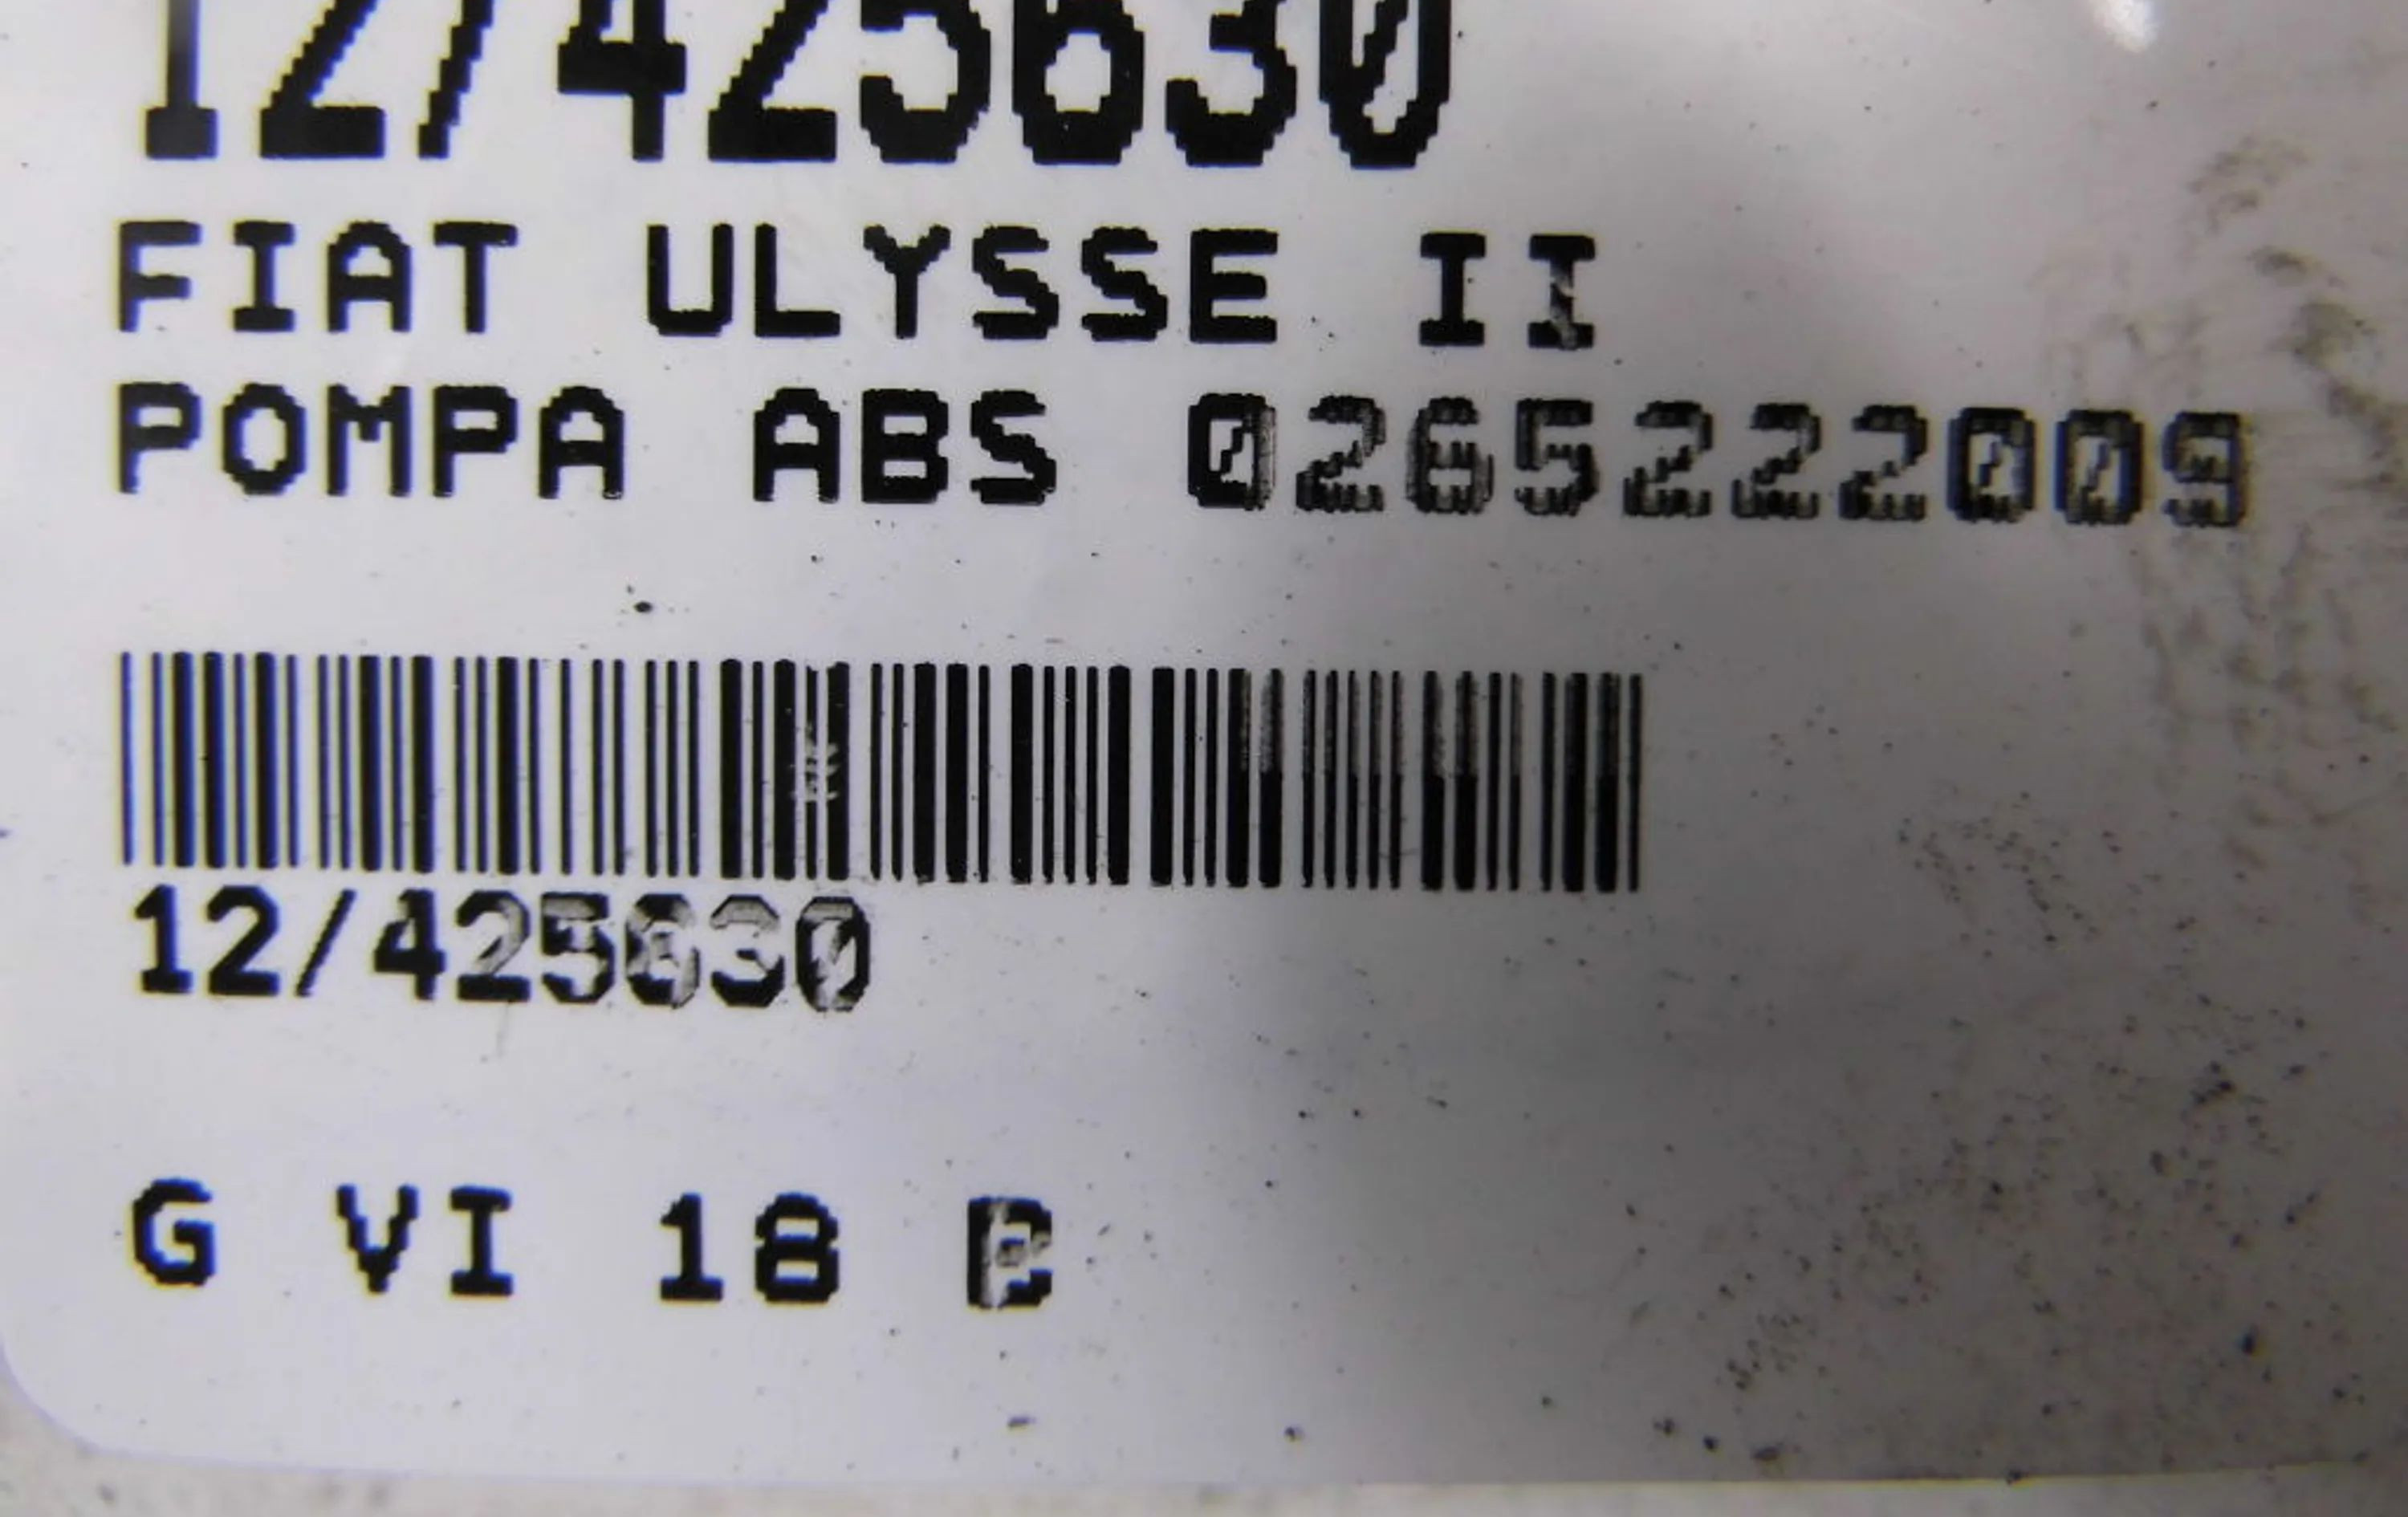 12/425630
FIAT ULYSSE II
POMPA ABS 0265222009
12/425630
G VI 18 B